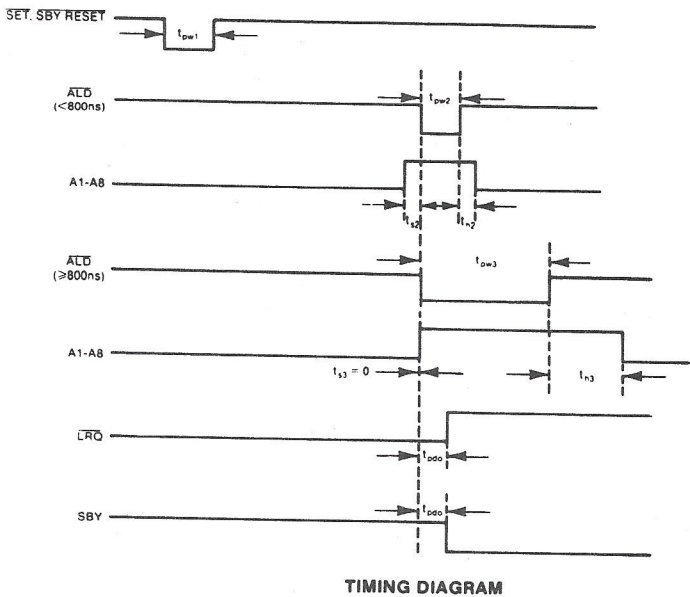 SET, SBY RESET
tpw1
ALD
(<800ns)
tpw2
A1-A8
ts2
th2
ALD
(≥800ns)
tpw3
A1-A8
ts3 = 0
th3
LRQ
tpdo
SBY
tpdo
TIMING DIAGRAM